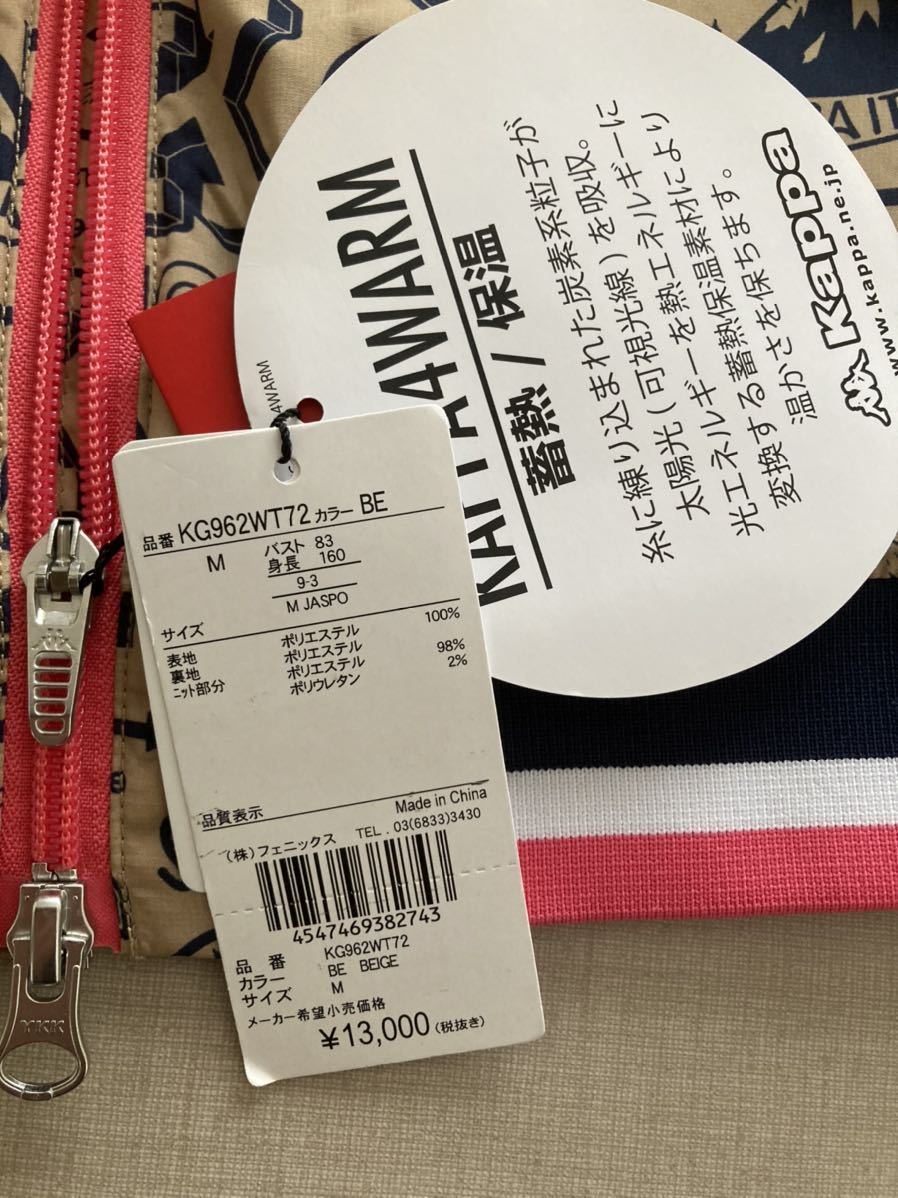 KATTA4WARM
蓄熱 / 保温
糸に練り込まれた炭素系粒子が
太陽光(可視光線)を吸収。
光エネルギーを熱エネルギーに
変換する蓄熱保温素材により
温かさを保ちます。
Kappa
www.kappa.ne.jp
4WARM
品番 KG962WT72 カラー BE
M バスト 83
身長 160
9-3
M JASPO
サイズ
表地 ポリエステル 100%
裏地 ポリエステル
ニット部分 ポリエステル 98%
ポリウレタン 2%
品質表示
Made in China
(株)フェニックス TEL . 03(6833)3430
4547469382743
品 番 KG962WT72
カラー BE BEIGE
サイズ M
メーカー希望小売価格
¥13,000(税抜き)
YKK